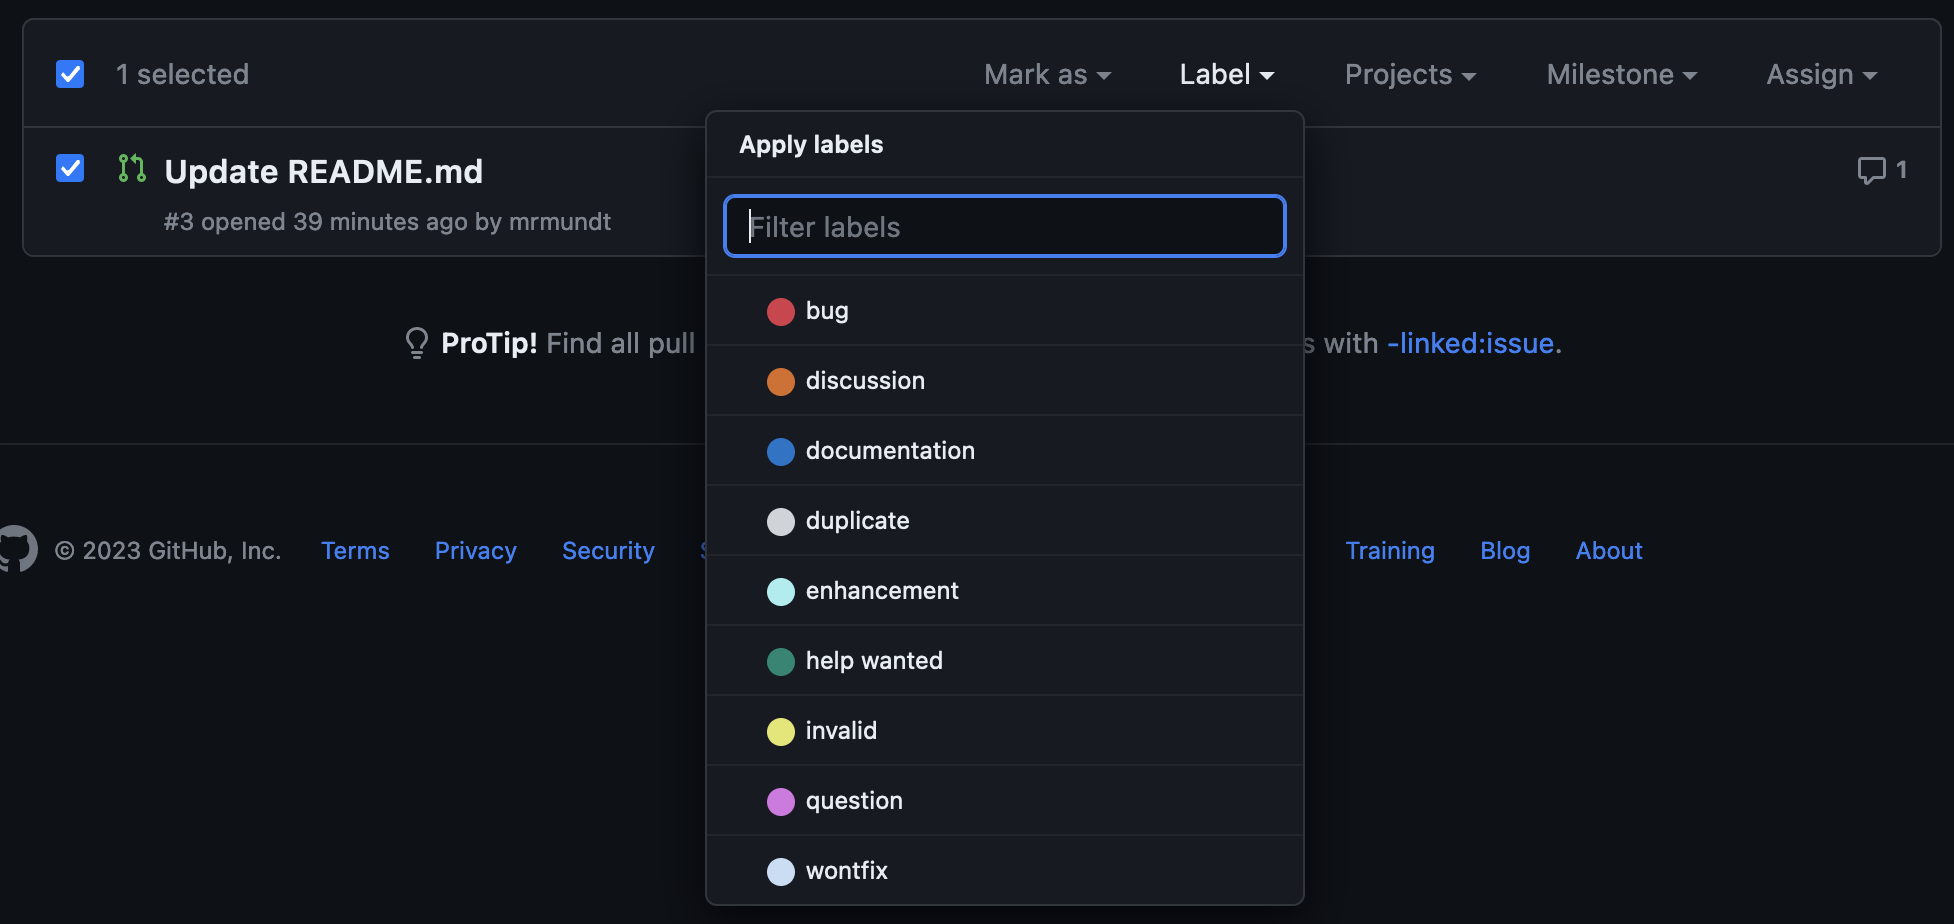 1 selected
Mark as
Label
Projects
Milestone
Assign
Apply labels
Update README.md
1
#3 opened 39 minutes ago by mrmundt
Filter labels
bug
ProTip! Find all pull
with -linked:issue.
discussion
documentation
duplicate
© 2023 GitHub, Inc.
Terms
Privacy
Security
Training
Blog
About
enhancement
help wanted
invalid
question
wontfix